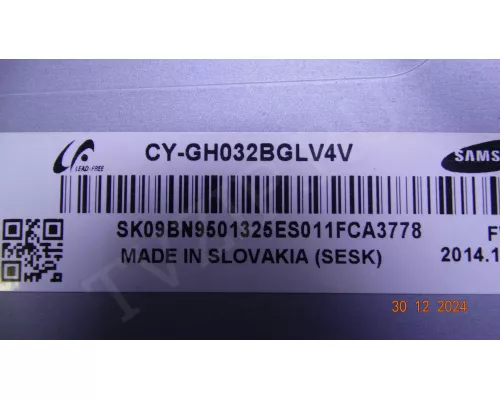 CY-GH032BGLV4V
LEAD-FREE
SAMS
SK09BN9501325ES011FCA3778
MADE IN SLOVAKIA (SESK)
2014.1
30 12 2024